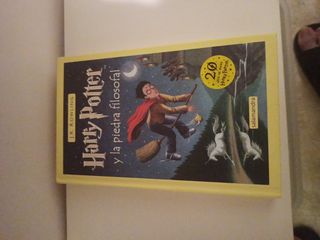 J.K. ROWLING
Harry Potter
y la piedra filosofal
20
Salamandra